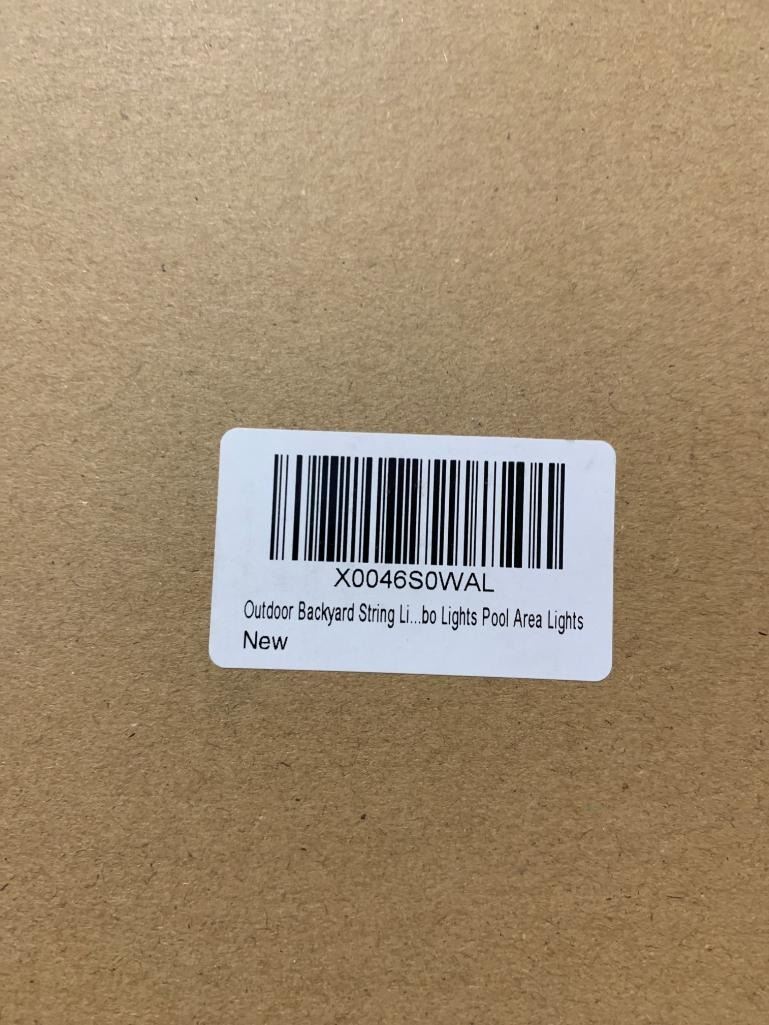 X0046S0WAL
Outdoor Backyard String Li...bo Lights Pool Area Lights
New